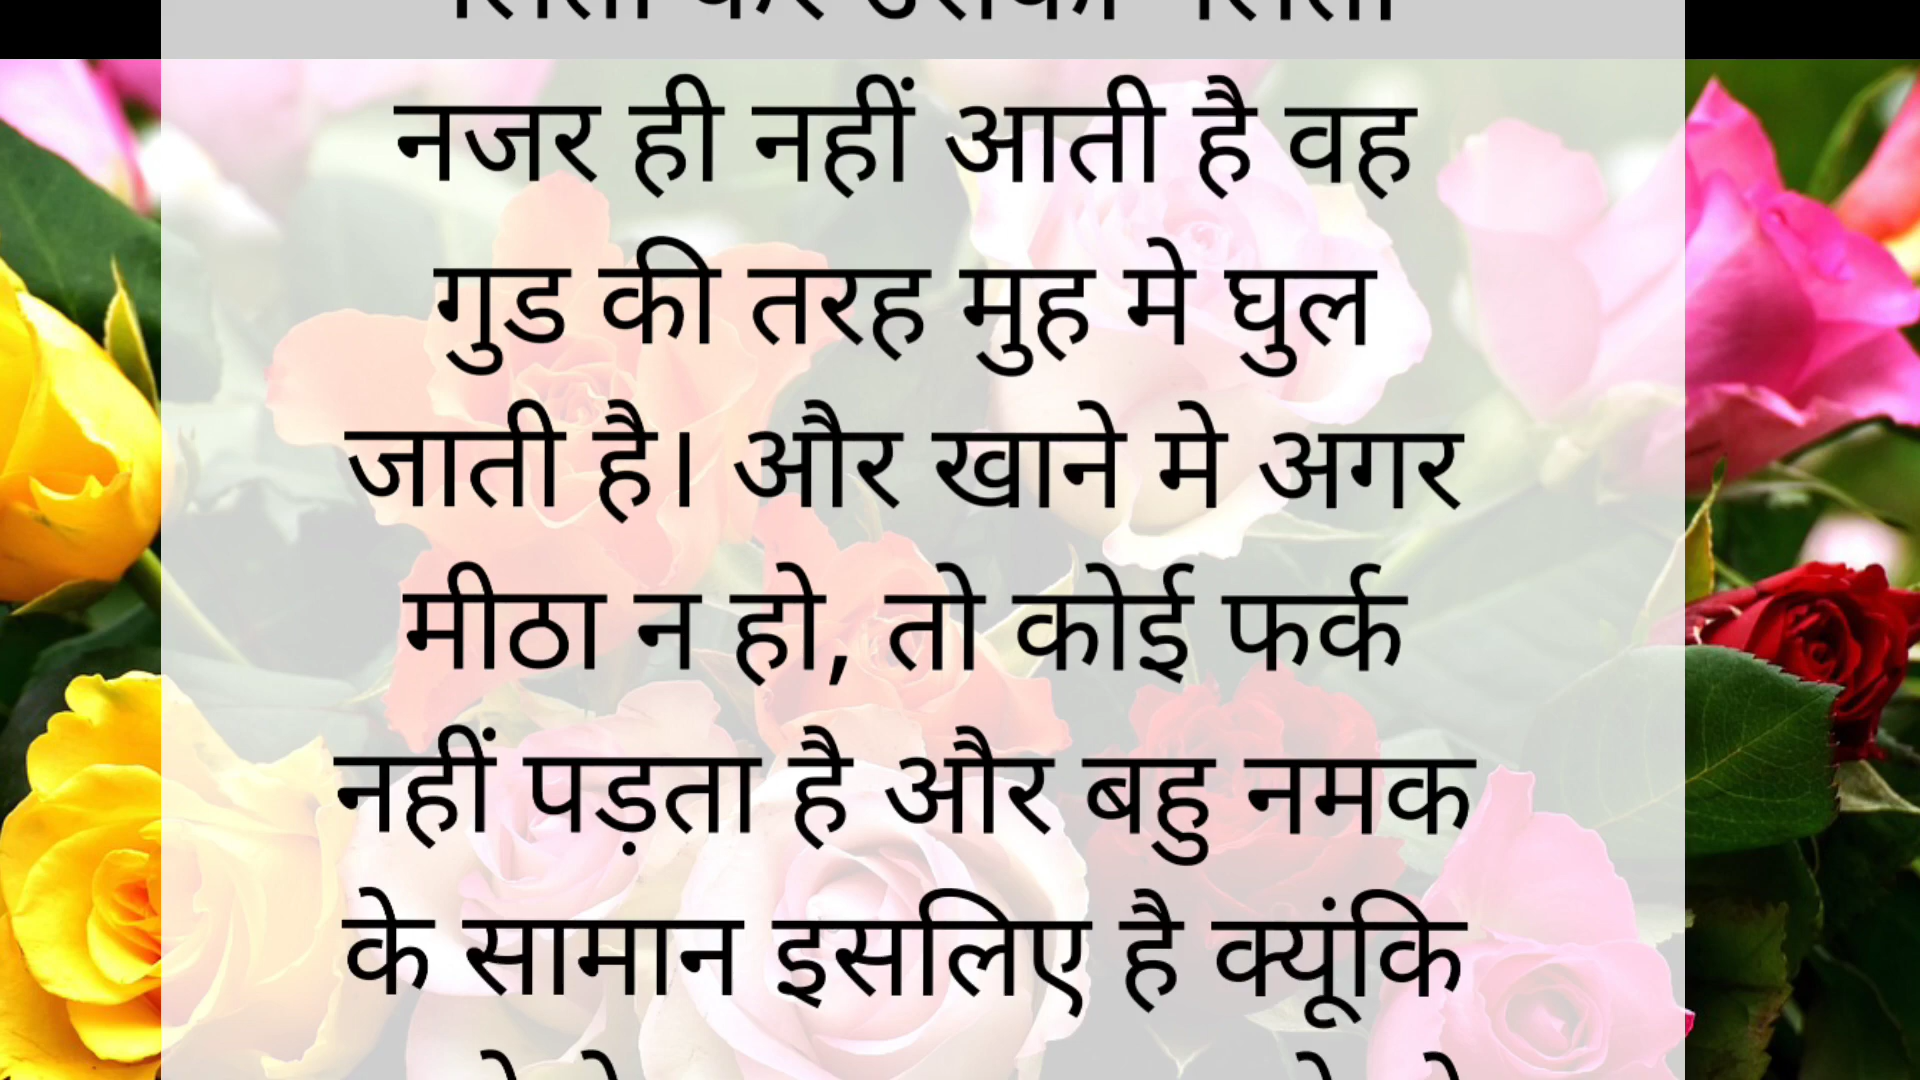 नजर ही नहीं आती है वह
गुड की तरह मुह मे घुल
जाती है। और खाने मे अगर
मीठा न हो, तो कोई फर्क
नहीं पड़ता है और बहु नमक
के सामान इसलिए है क्यूंकि